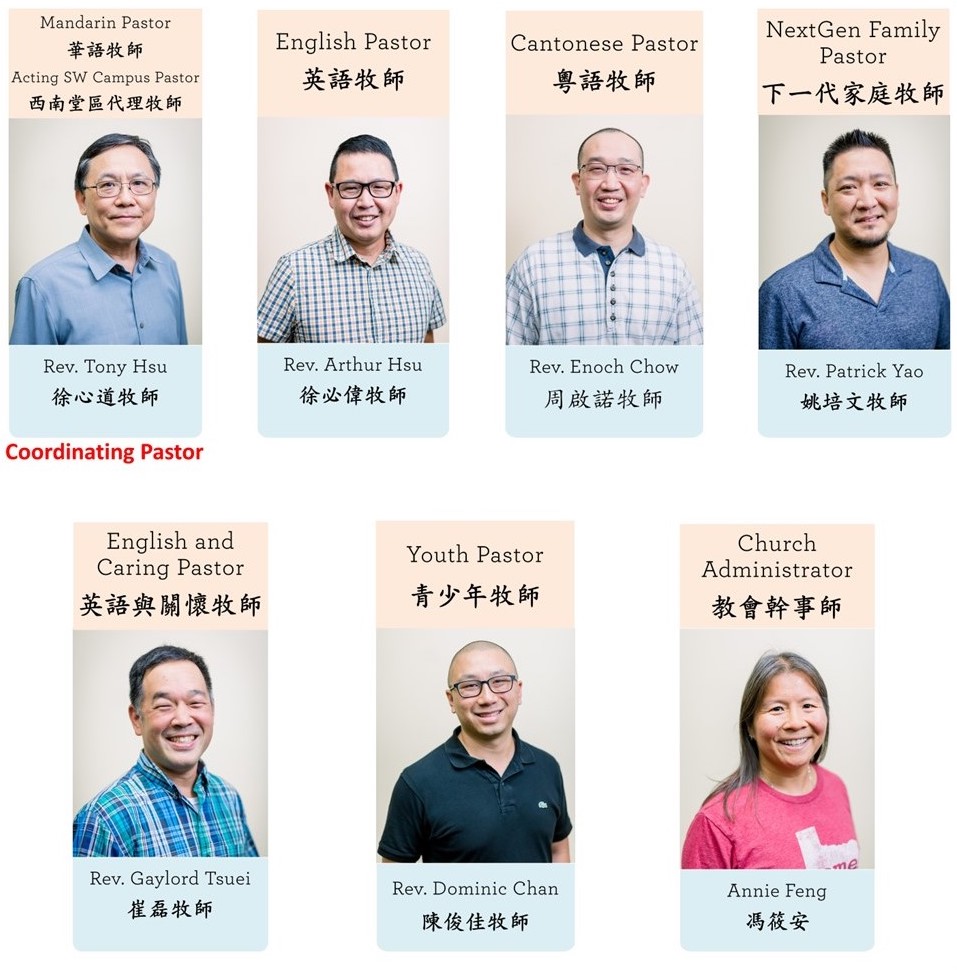 Mandarin Pastor
華語牧師
Acting SW Campus Pastor
西南堂區代理牧師
Rev. Tony Hsu
徐心道牧師
Coordinating Pastor
English Pastor
英語牧師
Rev. Arthur Hsu
徐必偉牧師
Cantonese Pastor
粵語牧師
Rev. Enoch Chow
周啟諾牧師
NextGen Family
Pastor
下一代家庭牧師
Rev. Patrick Yao
姚培文牧師
English and
Caring Pastor
英語與關懷牧師
Rev. Gaylord Tsuei
崔磊牧師
Youth Pastor
青少年牧師
Rev. Dominic Chan
陳俊佳牧師
Church
Administrator
教會幹事師
me
Annie Feng
馮筱安